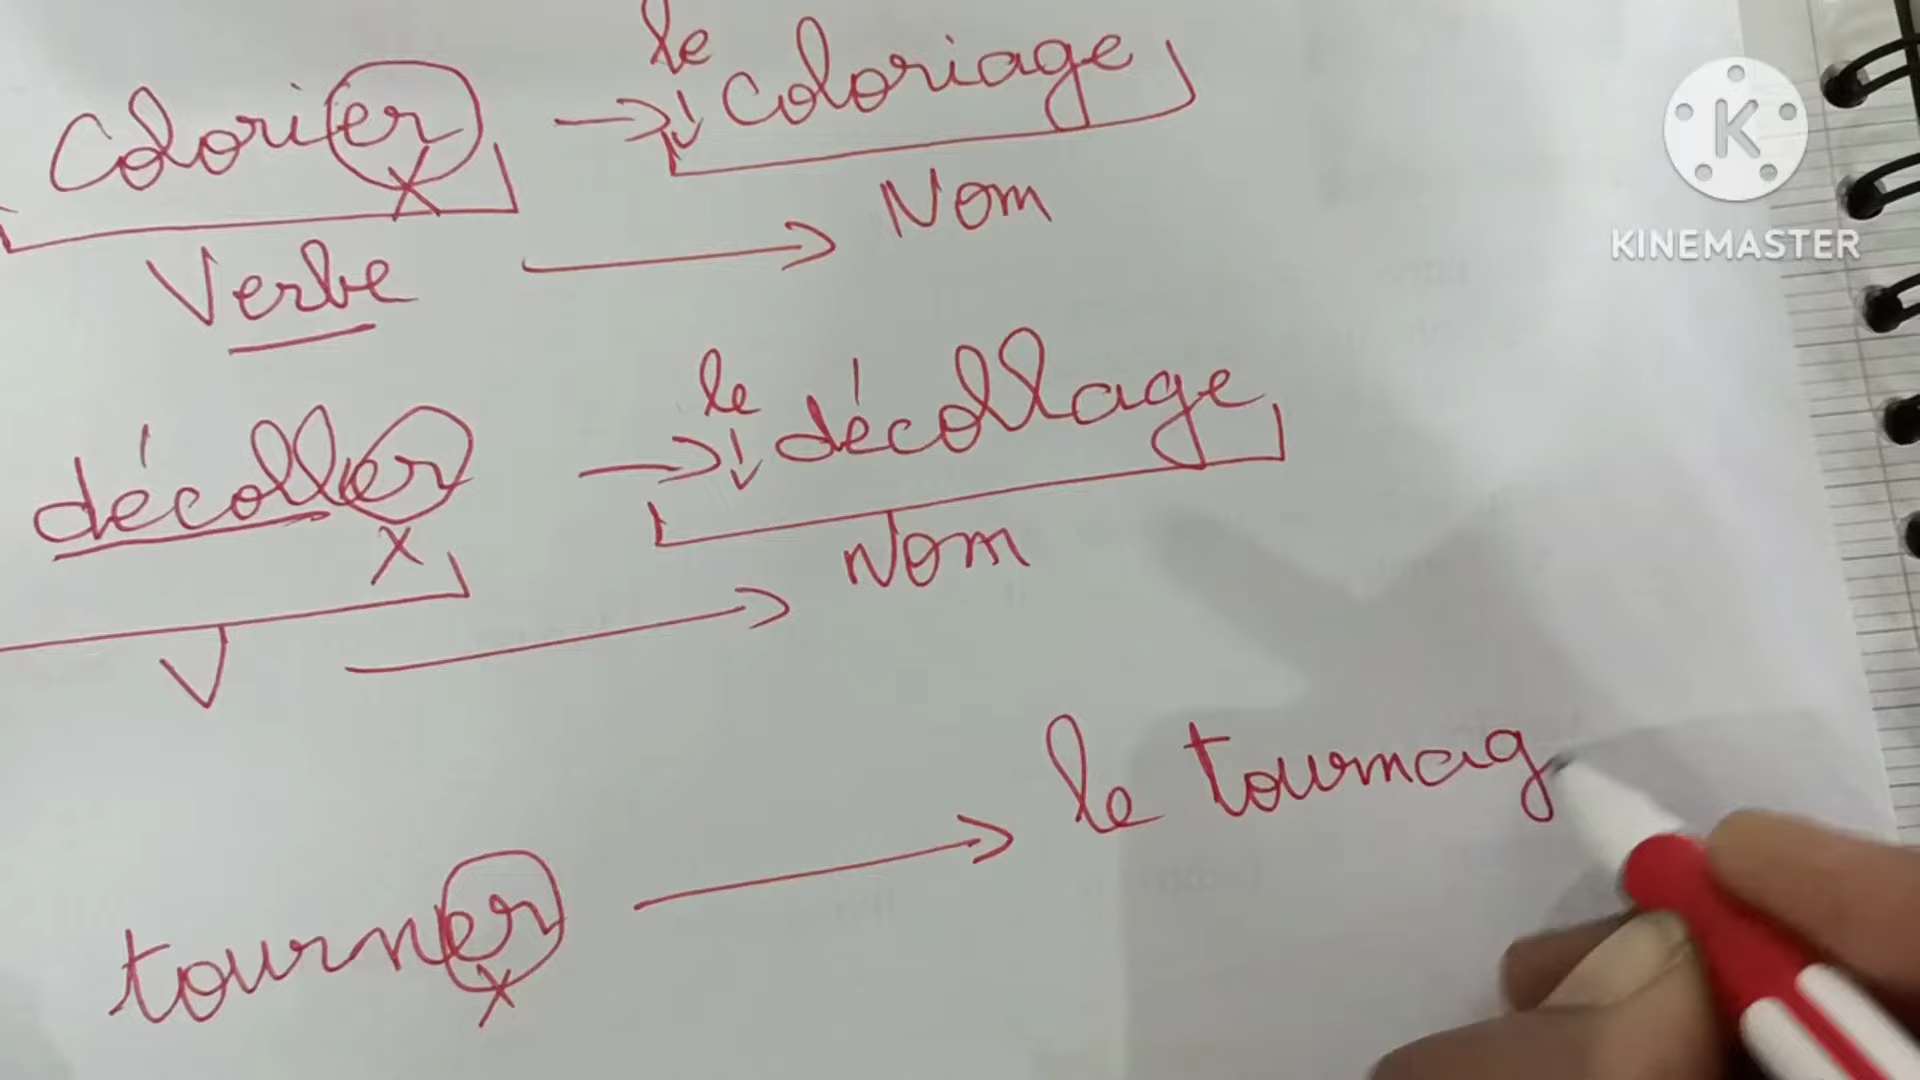 colorier → le coloriage
Verbe → Nom
décoller → le décollage
V → Nom
tourner → le tournag
K
KINEMASTER